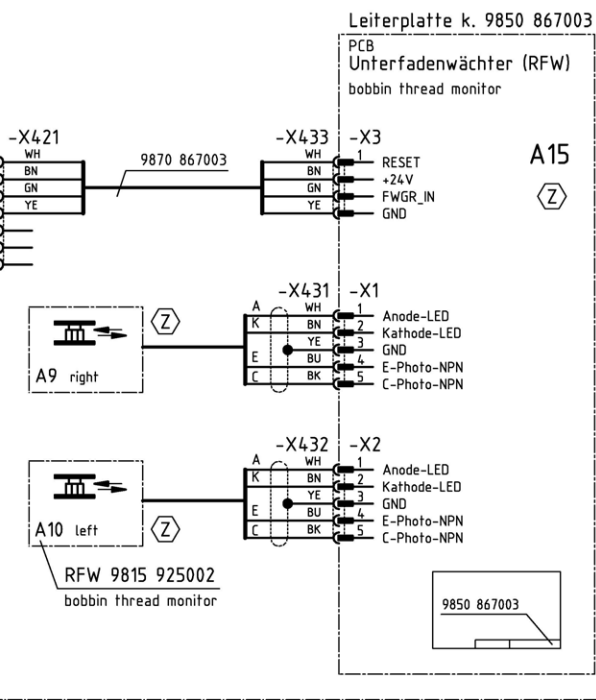 Leiterplatte k. 9850 867003
PCB
Unterfadenwächter (RFW)
bobbin thread monitor
-X421
-X433
-X3
A15
WH
BN
GN
YE
9870 867003
WH
BN
GN
YE
1
RESET
+24V
FWGR_IN
GND
Z
-X431
-X1
Z
A9 right
A
K
E
C
WH
BN
YE
BU
BK
1
2
3
4
5
Anode-LED
Kathode-LED
GND
E-Photo-NPN
C-Photo-NPN
-X432
-X2
A10 left
Z
A
K
E
C
WH
BN
YE
BU
BK
1
2
3
4
5
Anode-LED
Kathode-LED
GND
E-Photo-NPN
C-Photo-NPN
RFW 9815 925002
bobbin thread monitor
9850 867003